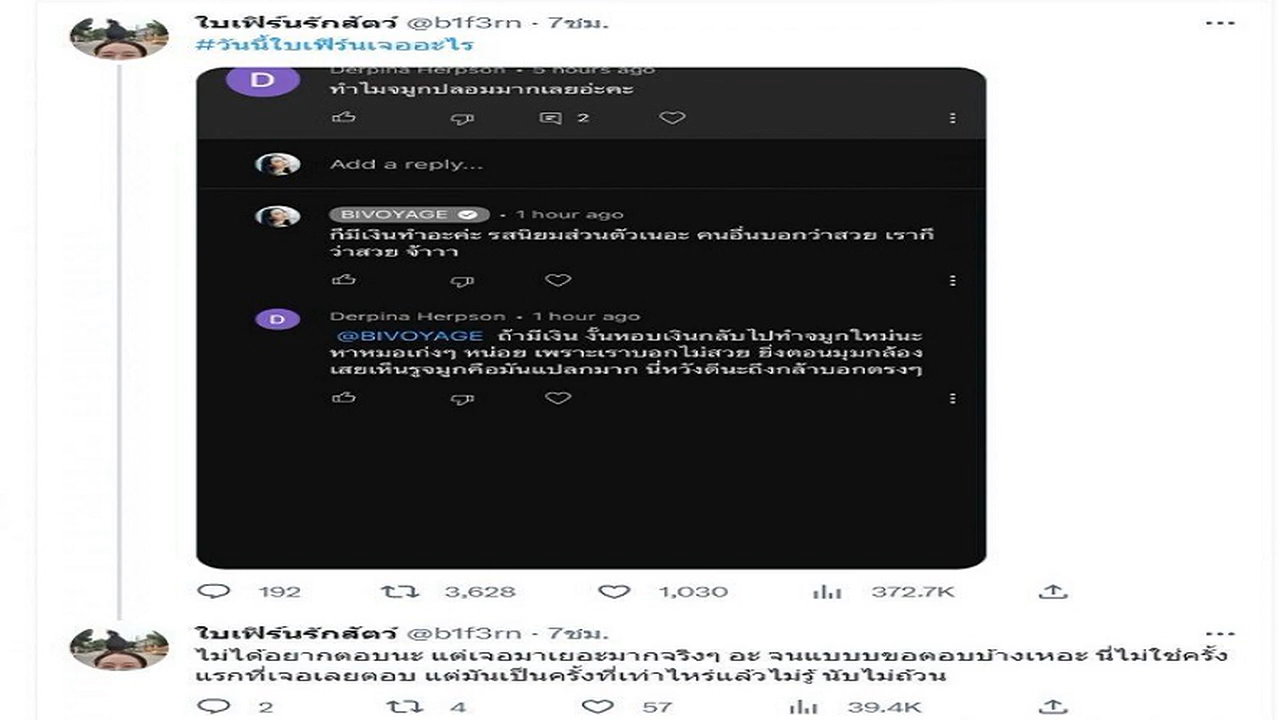 ใบเฟิร์นรักสัตว์ @b1f3rn · 7ชม.
#วันนี้ใบเฟิร์นเจออะไร
Derpina Herpson • 5 hours ago
D
ทำไมจมูกปลอมมากเลยอ่ะคะ
2
Add a reply...
BIVOYAGE • 1 hour ago
ก็มีเงินทำอะค่ะ รสนิยมส่วนตัวเนอะ คนอื่นบอกว่าสวย เราก็
ว่าสวย จ้าาา
D
Derpina Herpson • 1 hour ago
@BIVOYAGE ถ้ามีเงิน งั้นหอบเงินกลับไปทำจมูกใหม่นะ
หาหมอเก่งๆ หน่อย เพราะเราบอกไม่สวย ยิ่งตอนมุมกล้อง
เสยเห็นรูจมูกคือมันแปลกมาก นี่หวังดีนะถึงกล้าบอกตรงๆ
192 3,628 1,030 372.7K
ใบเฟิร์นรักสัตว์ @b1f3rn · 7ชม.
ไม่ได้อยากตอบนะ แต่เจอมาเยอะมากจริงๆ อะ จนแบบบขอตอบบ้างเหอะ นี่ไม่ใช่ครั้ง
แรกที่เจอเลยตอบ แต่มันเป็นครั้งที่เท่าไหร่แล้วไม่รู้ นับไม่ถ้วน
2 4 57 39.4K